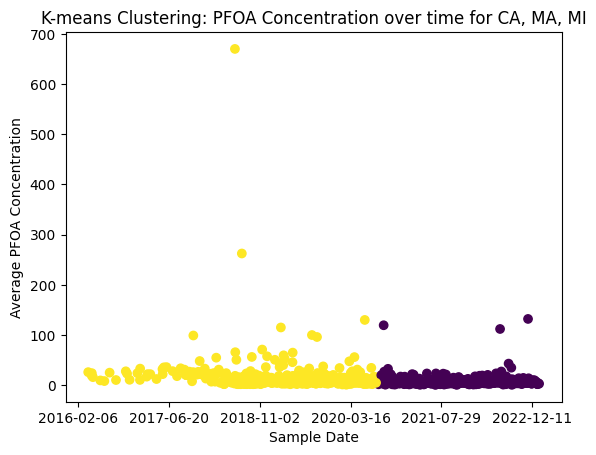 K-means Clustering: PFOA Concentration over time for CA, MA, MI
700
600
500
400
300
200
100
0
Average PFOA Concentration
2016-02-06 2017-06-20 2018-11-02 2020-03-16 2021-07-29 2022-12-11
Sample Date